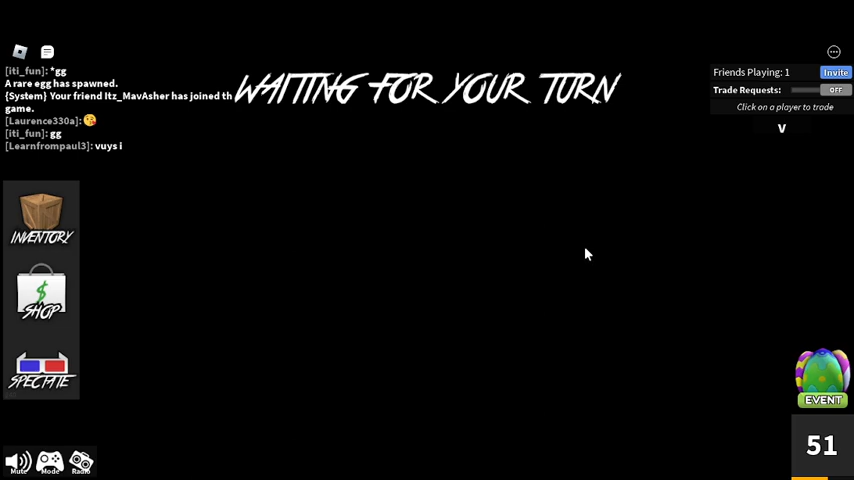 [iti_fun]: *gg
A rare egg has spawned.
{System} Your friend Itz_MavAsher has joined th
game.
[Laurence330a]: 😘
[iti_fun]: gg
[Learnfrompaul3]: vuys i
WAITING FOR YOUR TURN
Friends Playing: 1 Invite
Trade Requests: OFF
Click on a player to trade
V
INVENTORY
$
SHOP
SPECTATE
EVENT
51
Mute Mode Radio